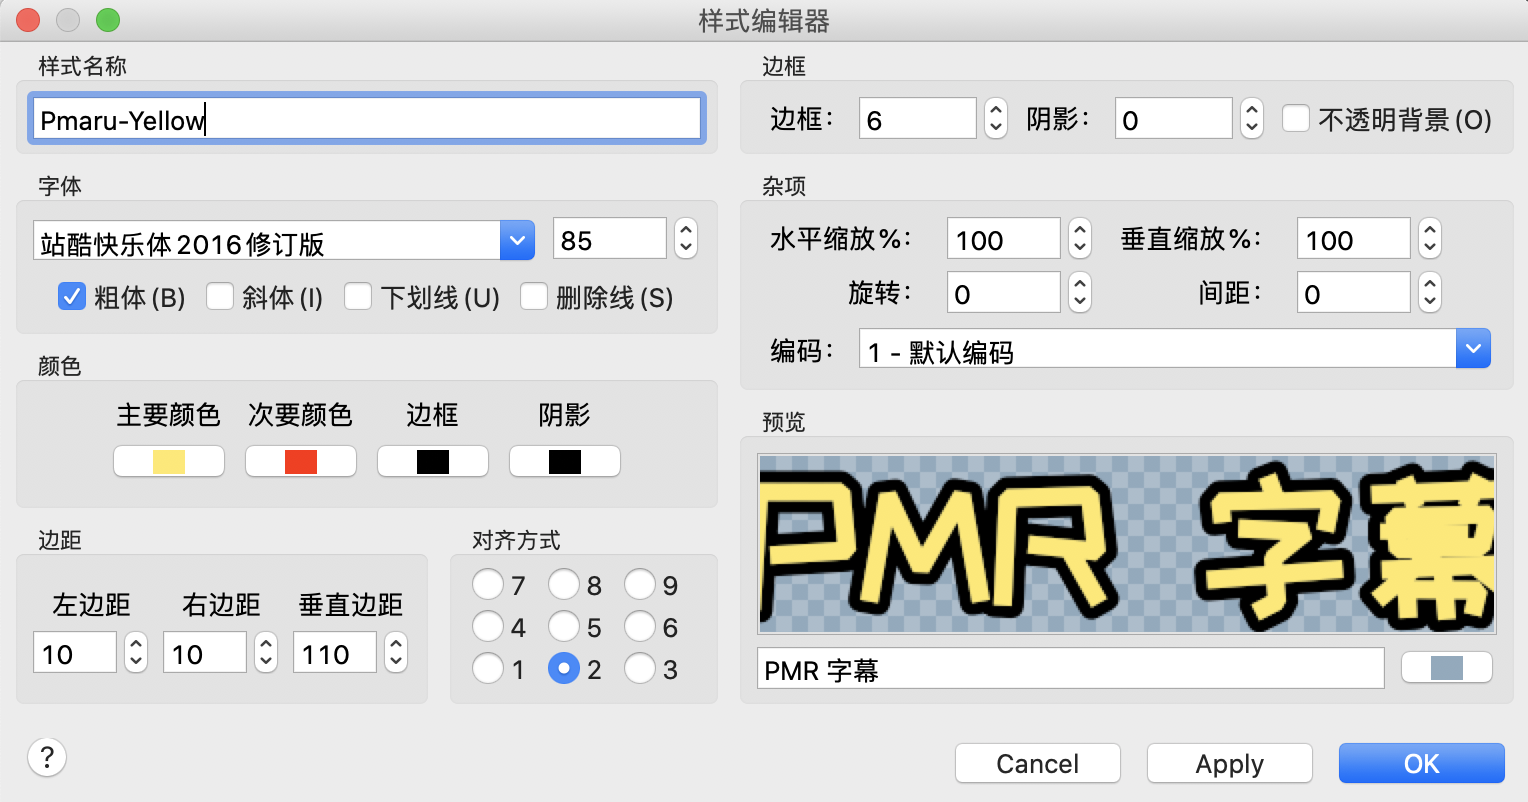 样式编辑器
样式名称
Pmaru-Yellow
字体
站酷快乐体2016修订版 85
粗体(B) 斜体(I) 下划线(U) 删除线(S)
颜色
主要颜色 次要颜色 边框 阴影
边距
左边距 右边距 垂直边距
10 10 110
对齐方式
7 8 9
4 5 6
1 2 3
边框
边框: 6 阴影: 0 不透明背景(O)
杂项
水平缩放%: 100 垂直缩放%: 100
旋转: 0 间距: 0
编码: 1 - 默认编码
预览
PMR 字幕
PMR 字幕
? Cancel Apply OK